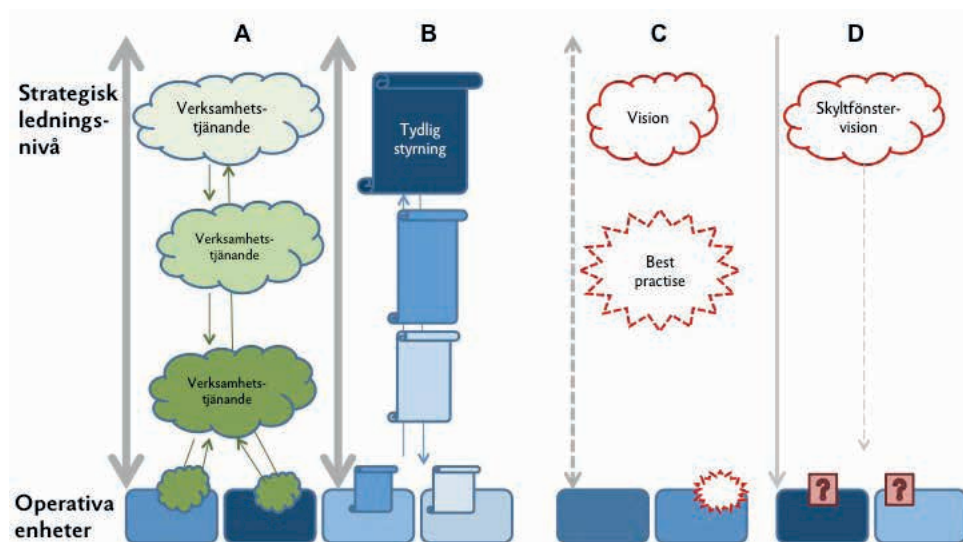 A
B
C
D
Strategisk
lednings-
nivå
Verksamhets-
tjänande
Tydlig
styrning
Vision
Skyltfönster-
vision
Verksamhets-
tjänande
Best
practise
Verksamhets-
tjänande
Operativa
enheter
?
?